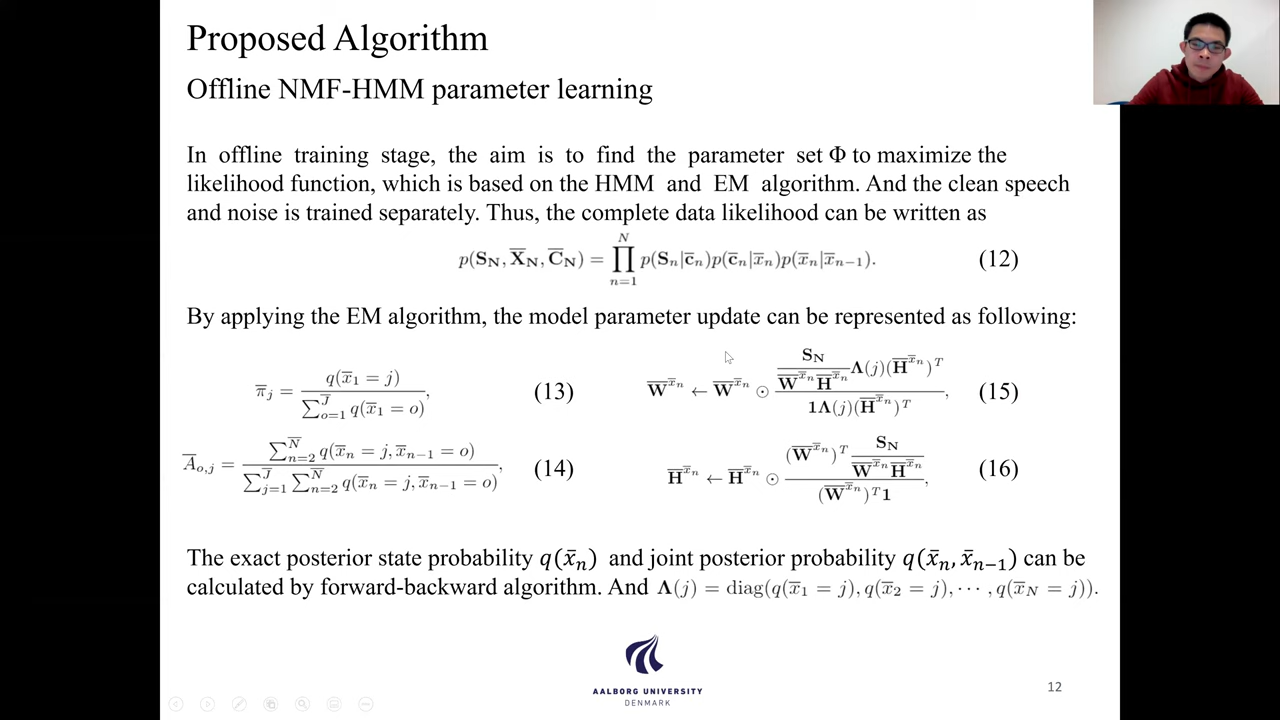 Proposed Algorithm
Offline NMF-HMM parameter learning
In offline training stage, the aim is to find the parameter set Φ to maximize the
likelihood function, which is based on the HMM and EM algorithm. And the clean speech
and noise is trained separately. Thus, the complete data likelihood can be written as
p(S_N, X̅_N, C̅_N) = ∏_{n=1}^{N} p(S_n|c̅_n)p(c̅_n|x̅_n)p(x̅_n|x̅_{n−1}). (12)
By applying the EM algorithm, the model parameter update can be represented as following:
π̅_j = q(x̅_1 = j) / ∑_{o=1}^{J̅} q(x̅_1 = o), (13)
A̅_{o,j} = ∑_{n=2}^{N̅} q(x̅_n = j, x̅_{n−1} = o) / ∑_{j=1}^{J̅} ∑_{n=2}^{N̅} q(x̅_n = j, x̅_{n−1} = o), (14)
W̅^{x̅_n} ← W̅^{x̅_n} ⊙ (S_N / (W̅^{x̅_n} H̅^{x̅_n})) Λ(j)(H̅^{x̅_n})^T / 1Λ(j)(H̅^{x̅_n})^T, (15)
H̅^{x̅_n} ← H̅^{x̅_n} ⊙ (W̅^{x̅_n})^T (S_N / (W̅^{x̅_n} H̅^{x̅_n})) / (W̅^{x̅_n})^T 1, (16)
The exact posterior state probability q(x̄_n) and joint posterior probability q(x̄_n, x̄_{n−1}) can be
calculated by forward-backward algorithm. And Λ(j) = diag(q(x̅_1 = j), q(x̅_2 = j), ⋯ , q(x̅_N = j)).
AALBORG UNIVERSITY
DENMARK
12